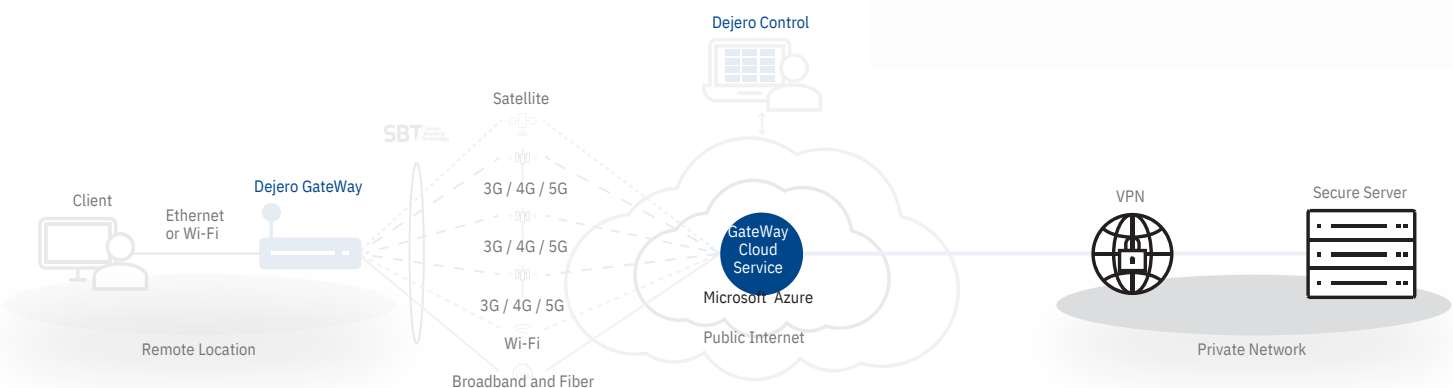 Dejero Control
Satellite
SBT
Dejero GateWay
3G / 4G / 5G
VPN
Secure Server
Client
Ethernet
or Wi-Fi
3G / 4G / 5G
GateWay
Cloud
Service
Microsoft Azure
3G / 4G / 5G
Wi-Fi
Public Internet
Remote Location
Private Network
Broadband and Fiber